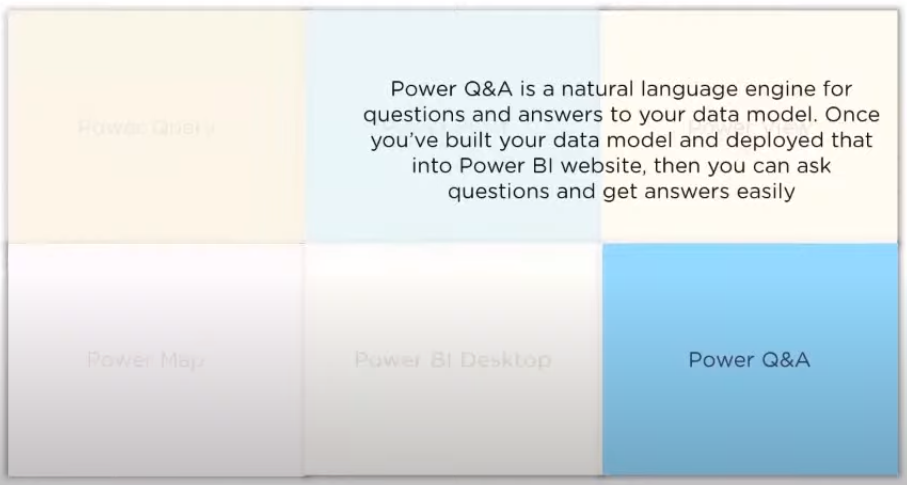 Power Q&A is a natural language engine for
questions and answers to your data model. Once
you've built your data model and deployed that
into Power BI website, then you can ask
questions and get answers easily
Power Query
Power View
Power Map
Power BI Desktop
Power Q&A